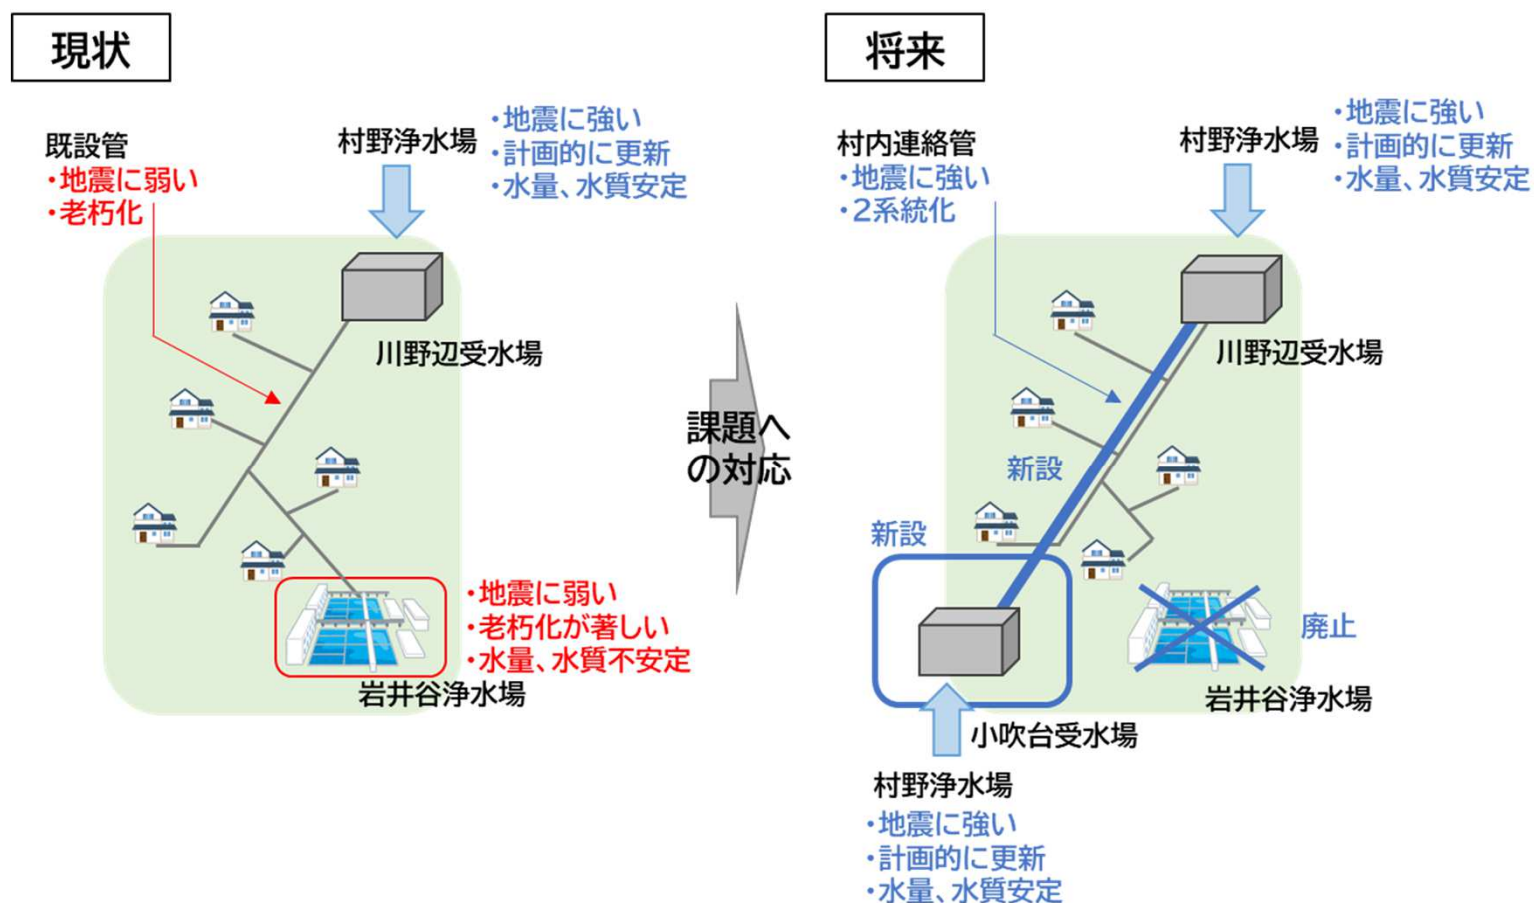 現状
既設管
・地震に弱い
・老朽化
村野浄水場
・地震に強い
・計画的に更新
・水量、水質安定
川野辺受水場
・地震に弱い
・老朽化が著しい
・水量、水質不安定
岩井谷浄水場
課題へ
の対応
将来
村内連絡管
・地震に強い
・2系統化
村野浄水場
・地震に強い
・計画的に更新
・水量、水質安定
川野辺受水場
新設
新設
廃止
岩井谷浄水場
小吹台受水場
村野浄水場
・地震に強い
・計画的に更新
・水量、水質安定